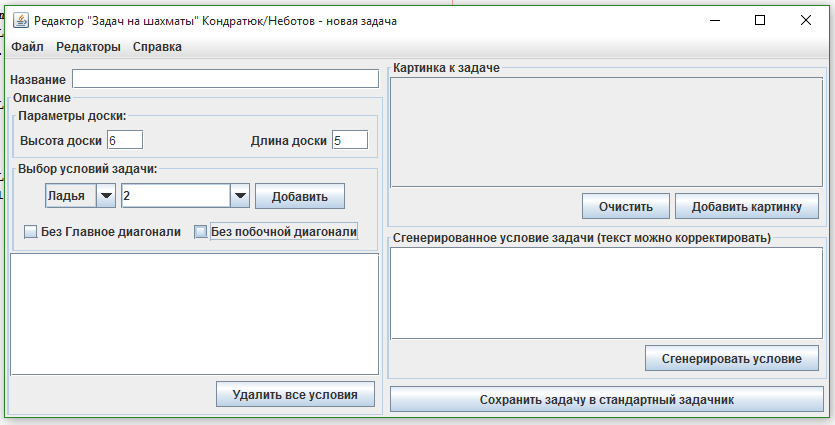 Редактор "Задач на шахматы" Кондратюк/Неботов - новая задача
Файл Редакторы Справка
Название
Описание
Параметры доски:
Высота доски 6 Длина доски 5
Выбор условий задачи:
Ладья 2 Добавить
Без Главное диагонали Без побочной диагонали
Удалить все условия
Картинка к задаче
Очистить Добавить картинку
Сгенерированное условие задачи (текст можно корректировать)
Сгенерировать условие
Сохранить задачу в стандартный задачник